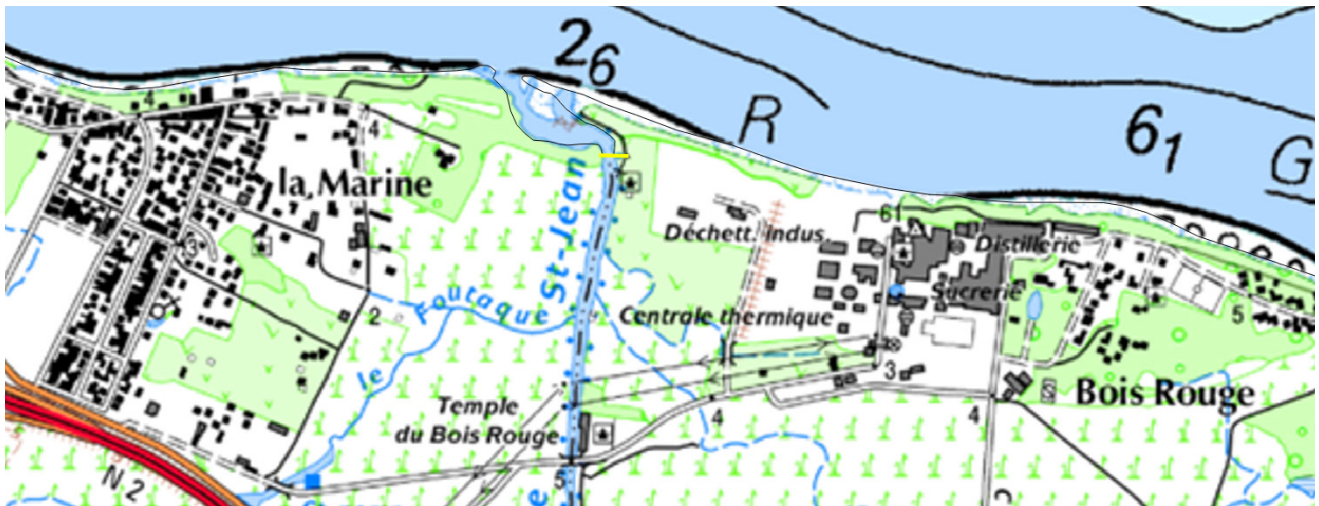 26
R
61
G
4
4
la Marine
St-Jean
61
Déchett. indus.
Distillerie
3
Sucrerie
Foutaque
Centrale thermique
2
5
le
3
Bois Rouge
Temple
du Bois Rouge
4
4
N 2
5